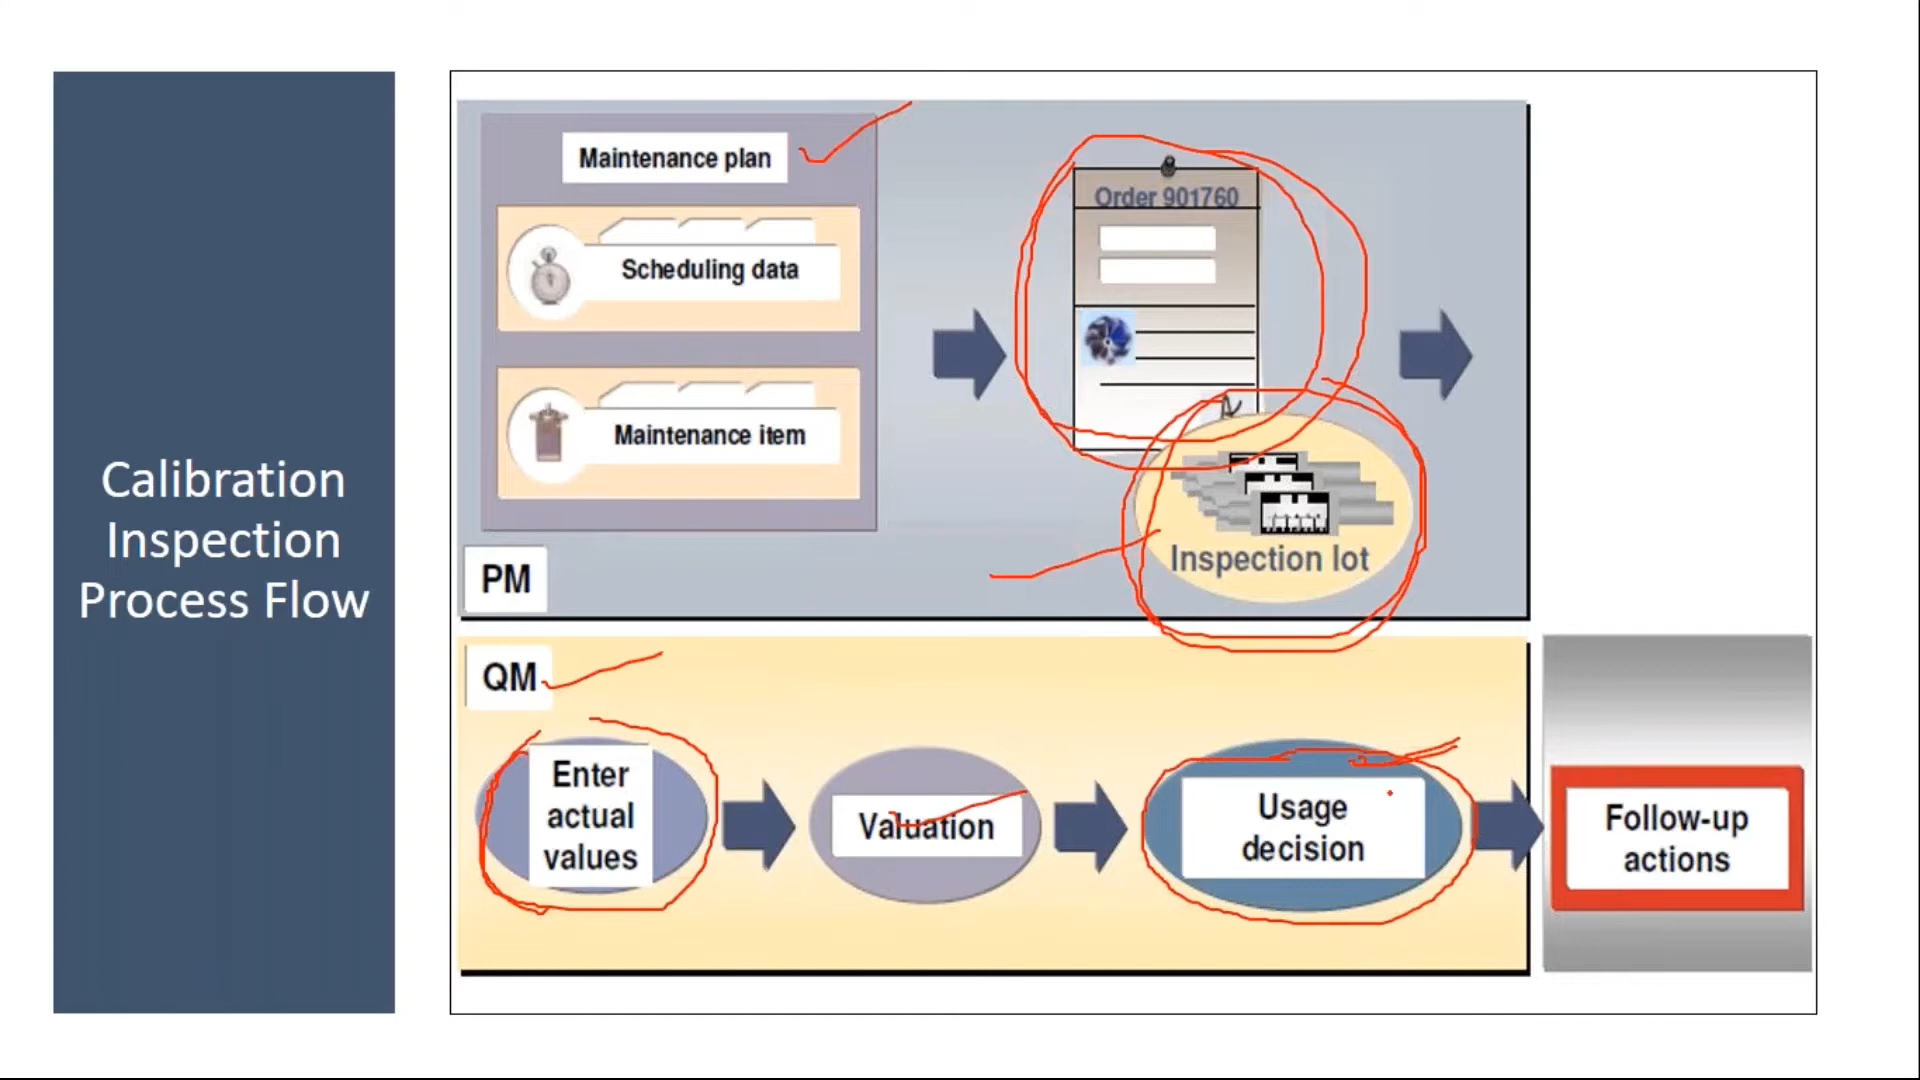 Calibration
Inspection
Process Flow
Maintenance plan
Scheduling data
Maintenance item
PM
Order 901760
Inspection lot
QM
Enter
actual
values
Valuation
Usage
decision
Follow-up
actions